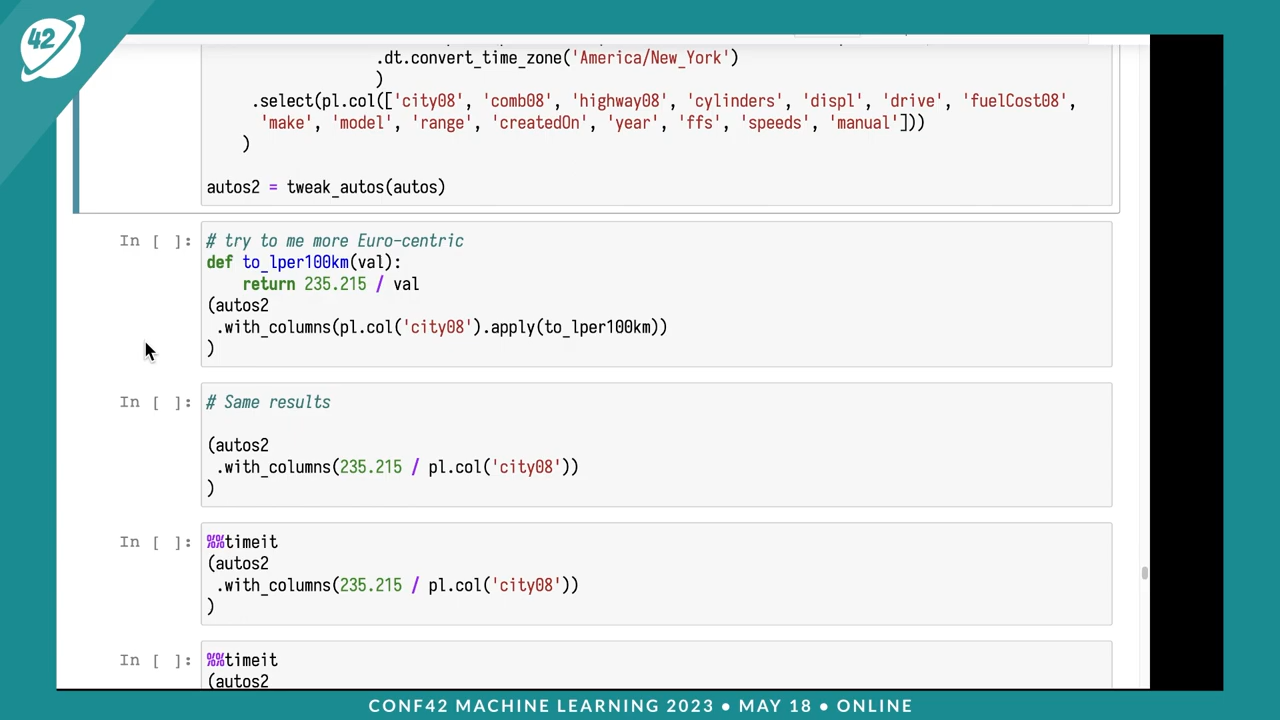 42
.dt.convert_time_zone('America/New_York')
)
.select(pl.col(['city08', 'comb08', 'highway08', 'cylinders', 'displ', 'drive', 'fuelCost08',
'make', 'model', 'range', 'createdOn', 'year', 'ffs', 'speeds', 'manual']))
)
autos2 = tweak_autos(autos)
In [ ]:
# try to me more Euro-centric
def to_lper100km(val):
return 235.215 / val
(autos2
.with_columns(pl.col('city08').apply(to_lper100km))
)
In [ ]:
# Same results
(autos2
.with_columns(235.215 / pl.col('city08'))
)
In [ ]:
%%timeit
(autos2
.with_columns(235.215 / pl.col('city08'))
)
In [ ]:
%%timeit
(autos2
CONF42 MACHINE LEARNING 2023 • MAY 18 • ONLINE